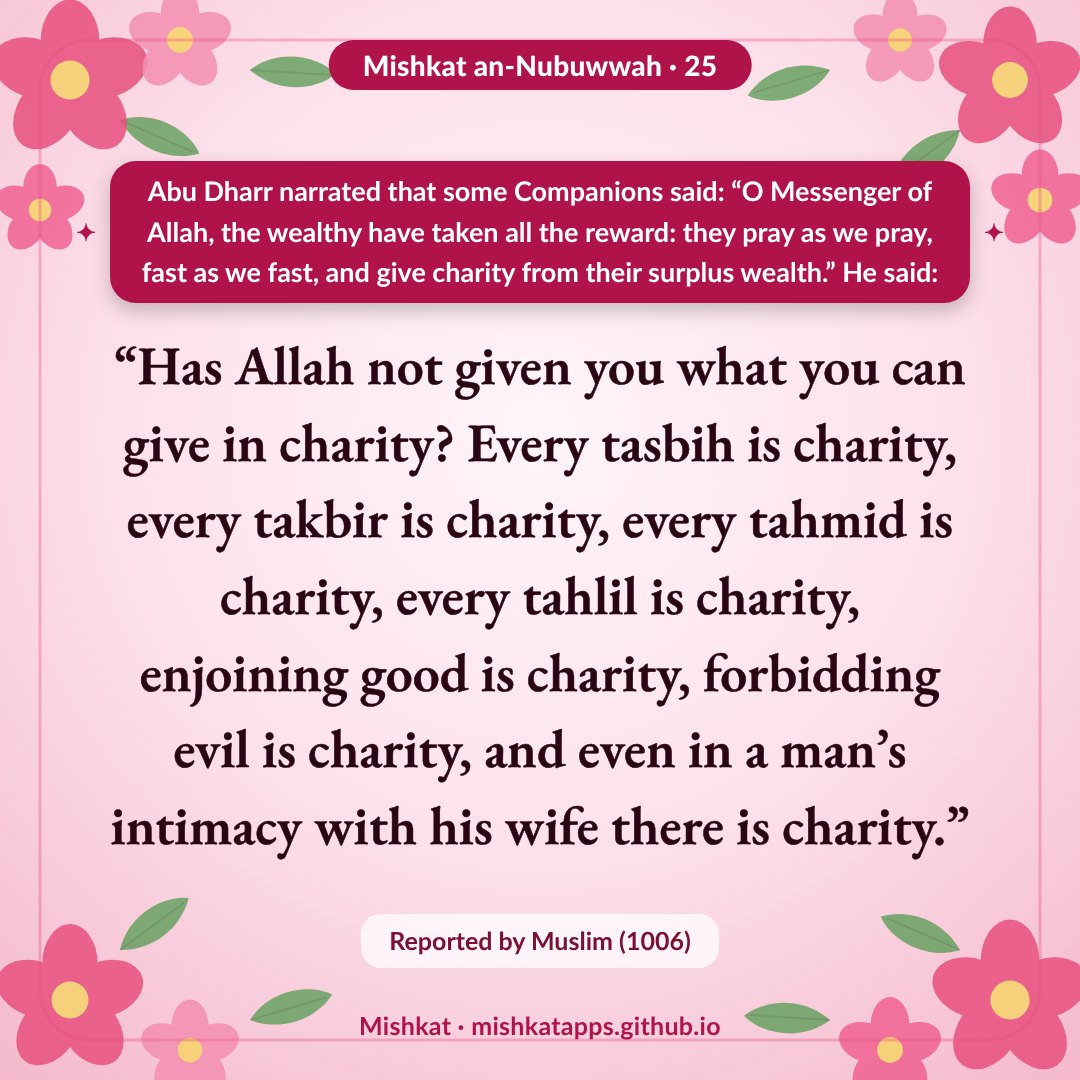 Mishkat an-Nubuwwah · 25
Abu Dharr narrated that some Companions said: “O Messenger of
Allah, the wealthy have taken all the reward: they pray as we pray,
fast as we fast, and give charity from their surplus wealth.” He said:
“Has Allah not given you what you can
give in charity? Every tasbih is charity,
every takbir is charity, every tahmid is
charity, every tahlil is charity,
enjoining good is charity, forbidding
evil is charity, and even in a man’s
intimacy with his wife there is charity.”
Reported by Muslim (1006)
Mishkat · mishkatapps.github.io